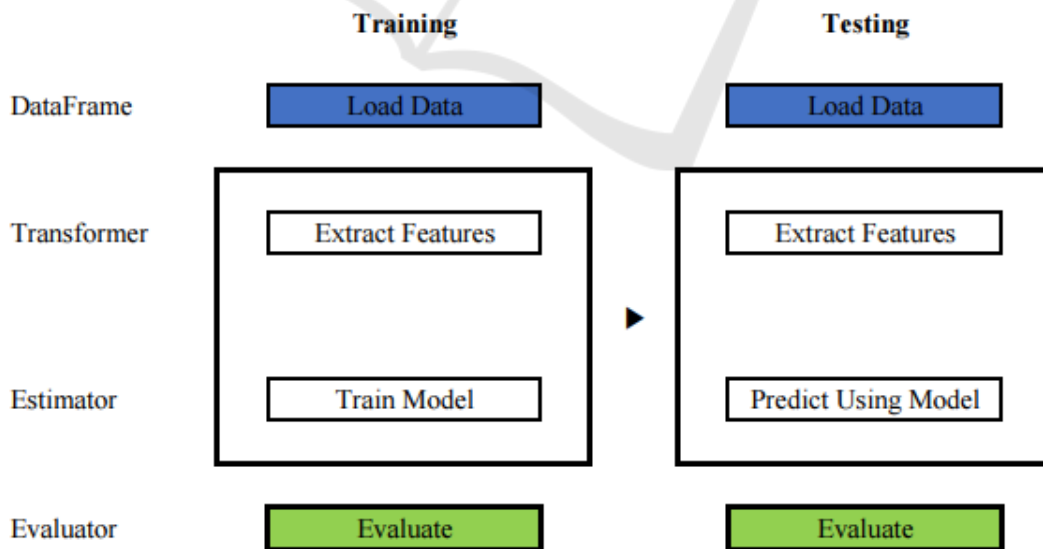 Training Testing
DataFrame Load Data Load Data
Transformer Extract Features Extract Features
Estimator Train Model Predict Using Model
Evaluator Evaluate Evaluate